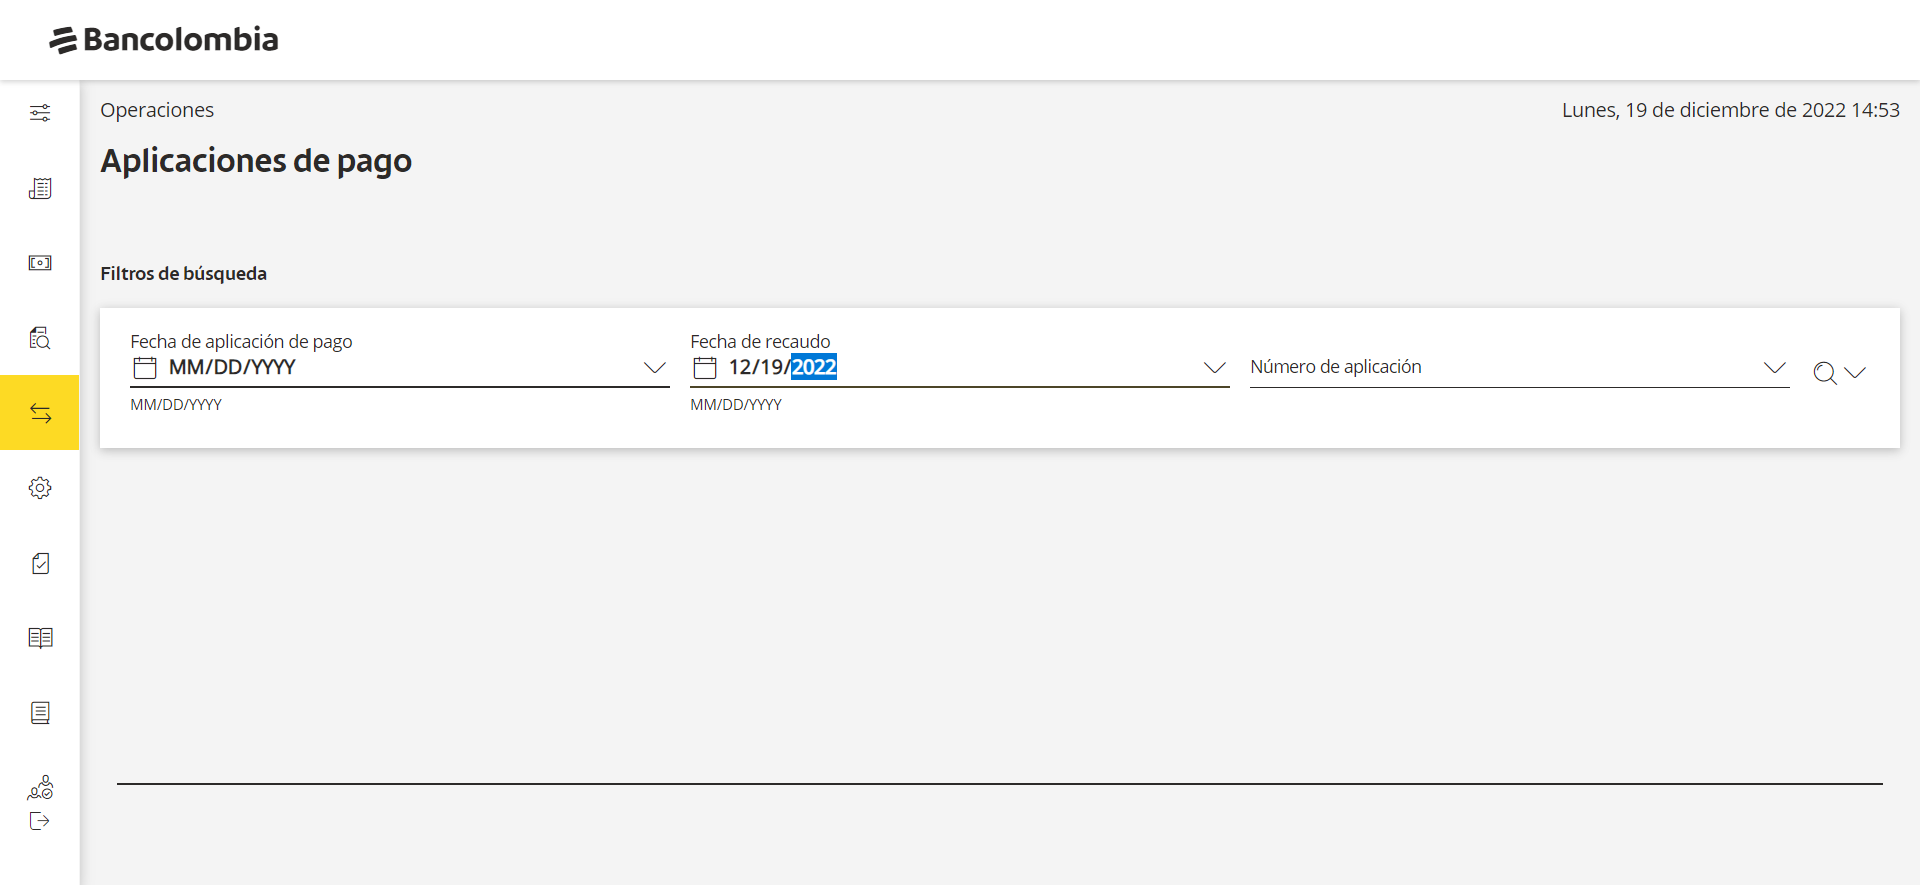 Bancolombia
Operaciones
Lunes, 19 de diciembre de 2022 14:53
Aplicaciones de pago
Filtros de búsqueda
Fecha de aplicación de pago
MM/DD/YYYY
MM/DD/YYYY
Fecha de recaudo
12/19/2022
MM/DD/YYYY
Número de aplicación